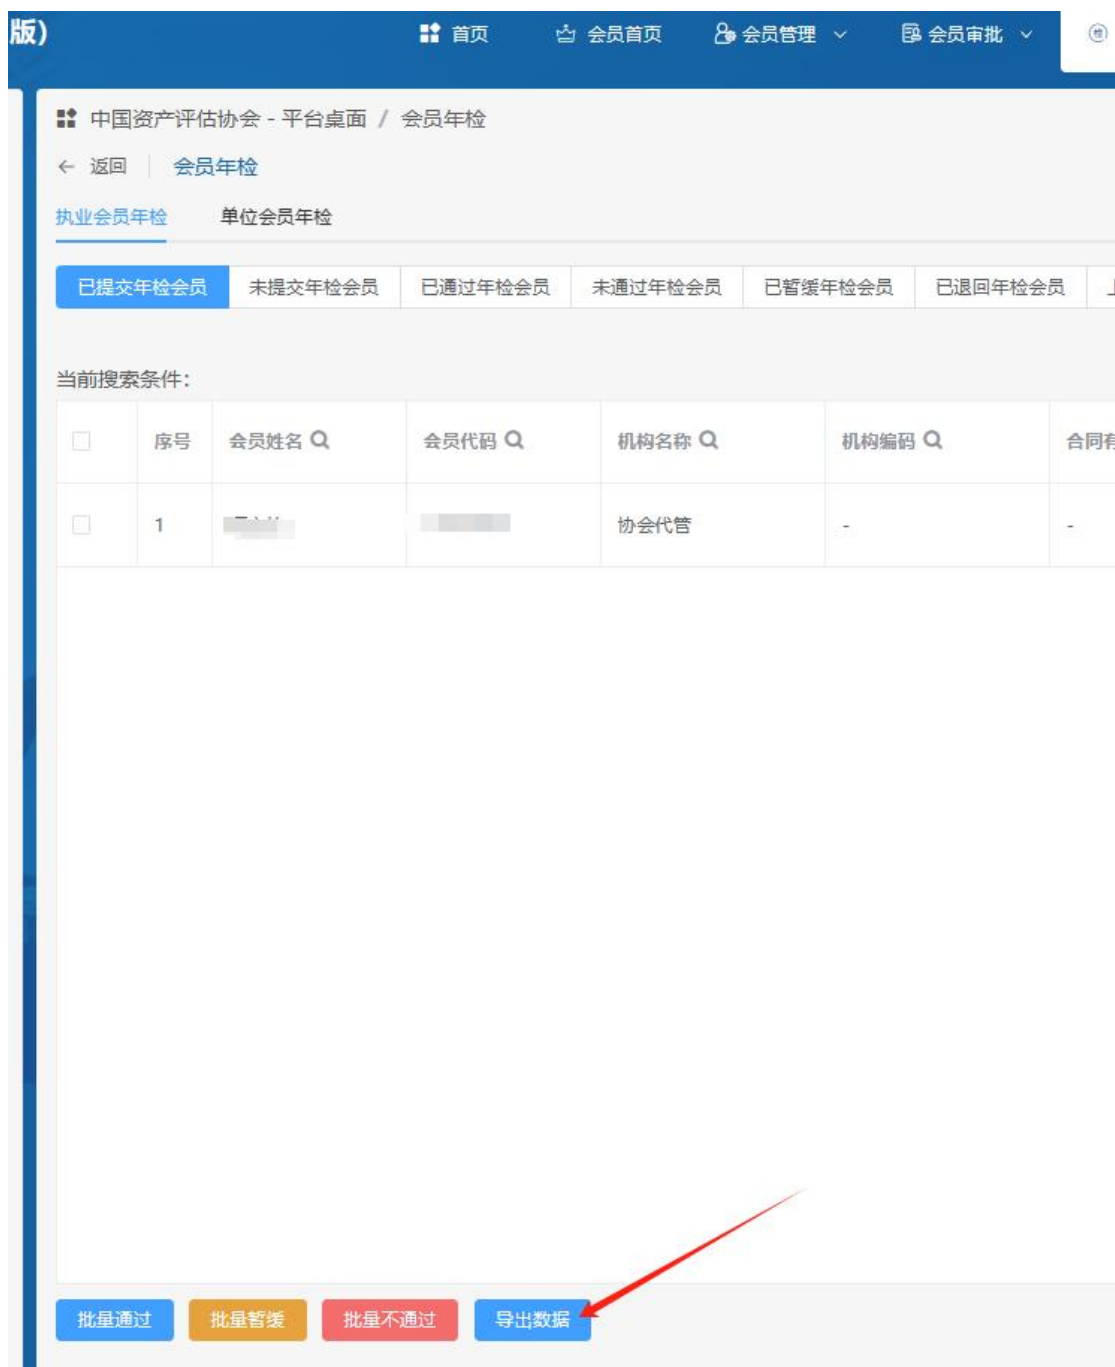 版） 首页 会员首页 会员管理 会员审批
中国资产评估协会 - 平台桌面 / 会员年检
← 返回 会员年检
执业会员年检 单位会员年检
已提交年检会员 未提交年检会员 已通过年检会员 未通过年检会员 已暂缓年检会员 已退回年检会员
当前搜索条件：
序号 会员姓名 会员代码 机构名称 机构编码 合同有
1 协会代管 - -
批量通过 批量暂缓 批量不通过 导出数据